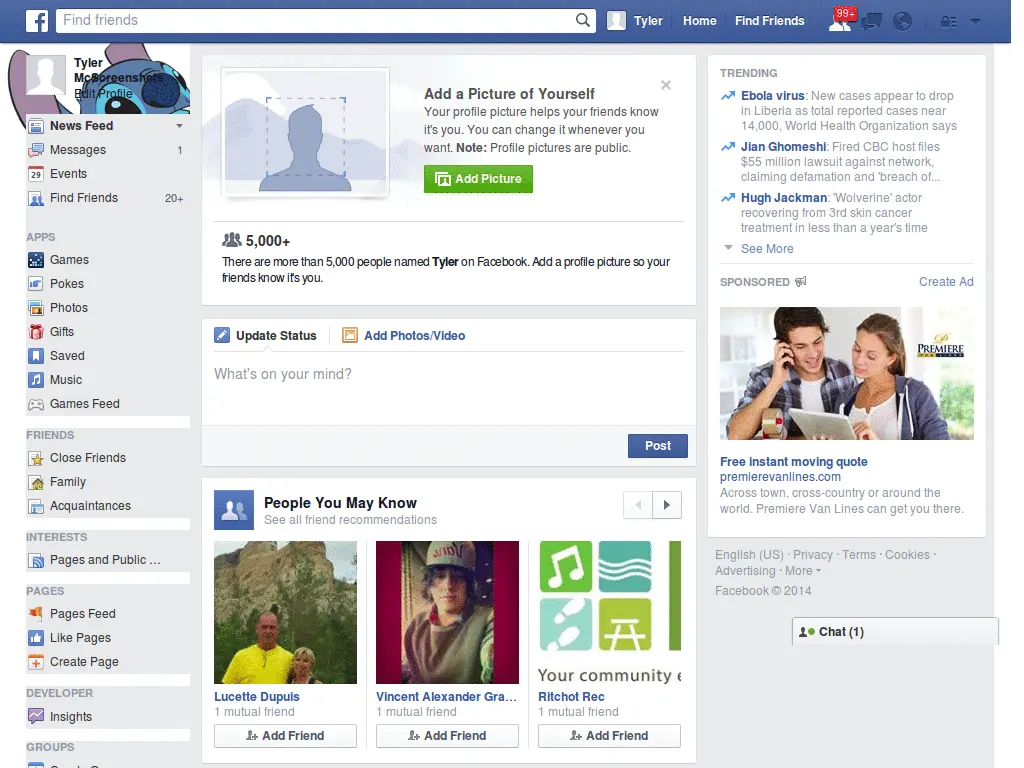 Find friends
Tyler
Home
Find Friends
99+
Tyler
McScreenshots
Edit Profile
News Feed
Messages 1
29 Events
Find Friends 20+
APPS
Games
Pokes
Photos
Gifts
Saved
Music
Games Feed
FRIENDS
Close Friends
Family
Acquaintances
INTERESTS
Pages and Public ...
PAGES
Pages Feed
Like Pages
Create Page
DEVELOPER
Insights
GROUPS
Add a Picture of Yourself
Your profile picture helps your friends know
it's you. You can change it whenever you
want. Note: Profile pictures are public.
Add Picture
5,000+
There are more than 5,000 people named Tyler on Facebook. Add a profile picture so your
friends know it's you.
Update Status
Add Photos/Video
What's on your mind?
Post
People You May Know
See all friend recommendations
Lucette Dupuis
1 mutual friend
Add Friend
Vincent Alexander Gra...
1 mutual friend
Add Friend
Your community
Ritchot Rec
1 mutual friend
Add Friend
TRENDING
Ebola virus: New cases appear to drop
in Liberia as total reported cases near
14,000, World Health Organization says
Jian Ghomeshi: Fired CBC host files
$55 million lawsuit against network,
claiming defamation and 'breach of...
Hugh Jackman: 'Wolverine' actor
recovering from 3rd skin cancer
treatment in less than a year's time
See More
SPONSORED
Create Ad
PREMIERE
VAN LINES
Free instant moving quote
premierevanlines.com
Across town, cross-country or around the
world. Premiere Van Lines can get you there.
English (US) · Privacy · Terms · Cookies ·
Advertising · More
Facebook © 2014
Chat (1)